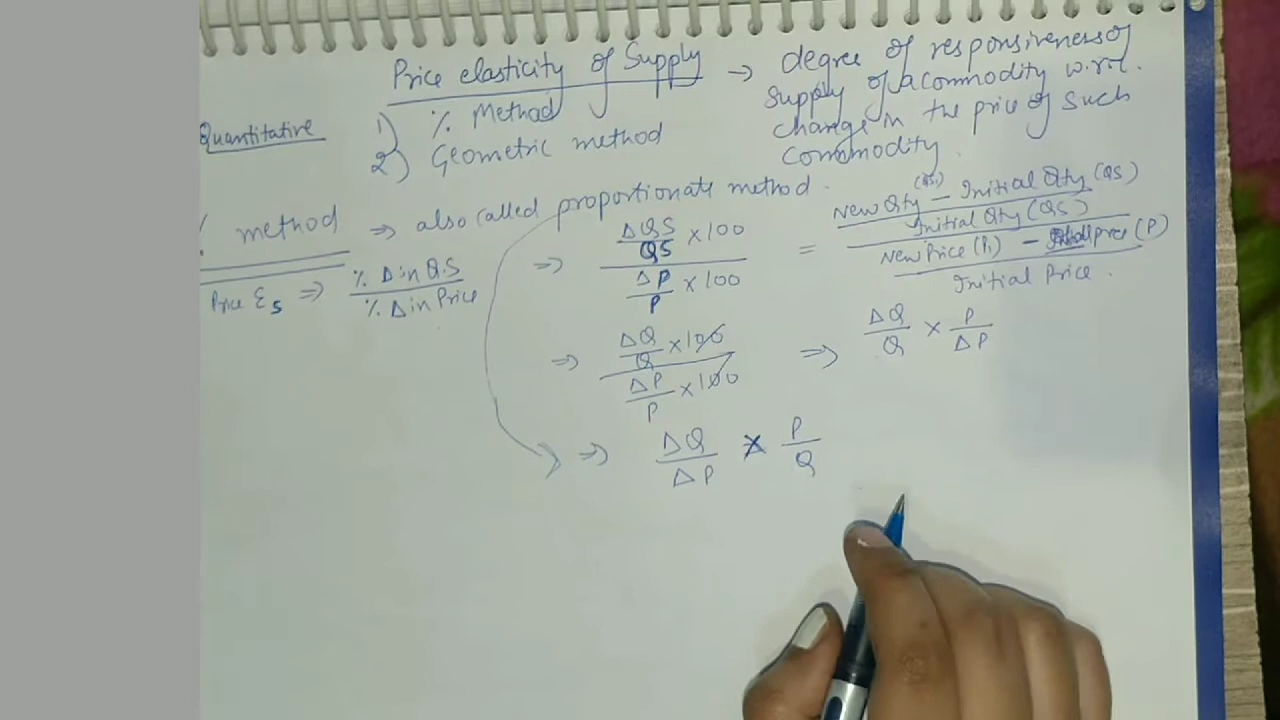 Price elasticity of Supply → degree of responsiveness of
supply of a commodity w.r.t.
change in the price of such
commodity.
Quantitative
1) % Method
2) Geometric method
% method ⇒ also called proportionate method.
Price Es ⇒ % Δ in Q.S / % Δ in Price
⇒ ΔQS/QS × 100 / ΔP/P × 100
= New Qty (QS1) – Initial Qty (QS) / Initial Qty (QS)
New Price (P1) – Initial price (P) / Initial Price.
⇒ ΔQ/Q × 100 / ΔP/P × 100 ⇒ ΔQ/Q × P/ΔP
⇒ ΔQ/ΔP × P/Q